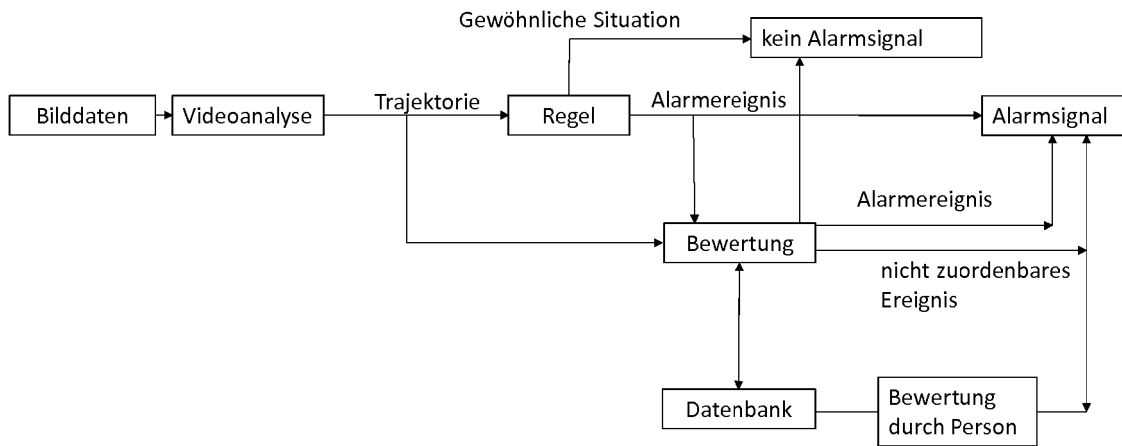 Gewöhnliche Situation
kein Alarmsignal
Bilddaten
Videoanalyse
Trajektorie
Regel
Alarmereignis
Alarmsignal
Alarmereignis
Bewertung
nicht zuordenbares
Ereignis
Datenbank
Bewertung
durch Person